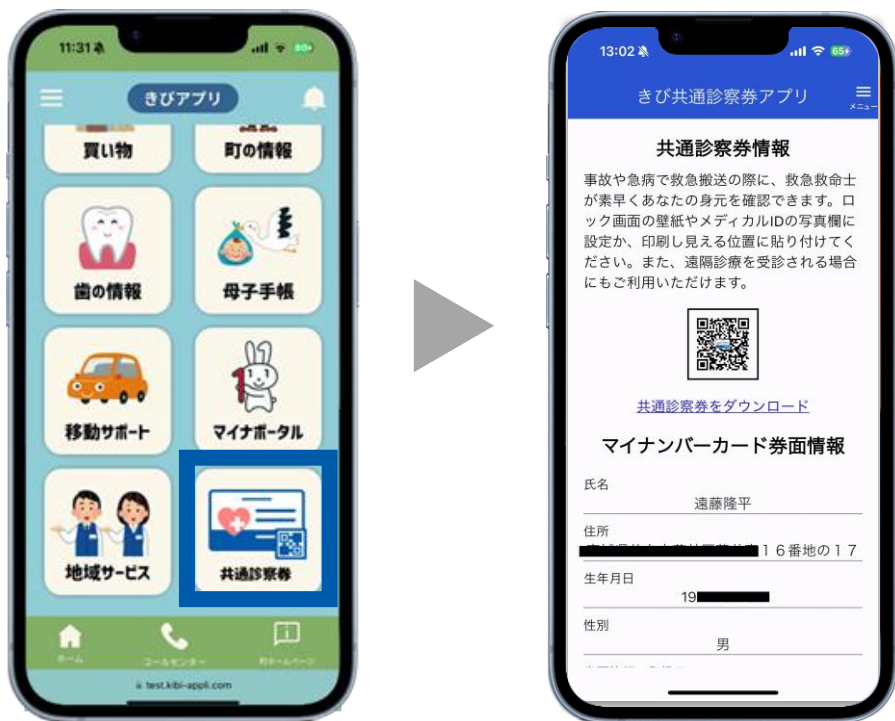 11:31
80
きびアプリ
買い物
町の情報
歯の情報
母子手帳
移動サポート
マイナポータル
地域サービス
共通診察券
ホーム
コールセンター
町ホームページ
test.kibi-appli.com
13:02
65
きび共通診察券アプリ
メニュー
共通診察券情報
事故や急病で救急搬送の際に、救急救命士
が素早くあなたの身元を確認できます。ロ
ック画面の壁紙やメディカルIDの写真欄に
設定か、印刷し見える位置に貼り付けてく
ださい。また、遠隔診療を受診される場合
にもご利用いただけます。
共通診察券をダウンロード
マイナンバーカード券面情報
氏名
遠藤隆平
住所
16番地の17
生年月日
19
性別
男